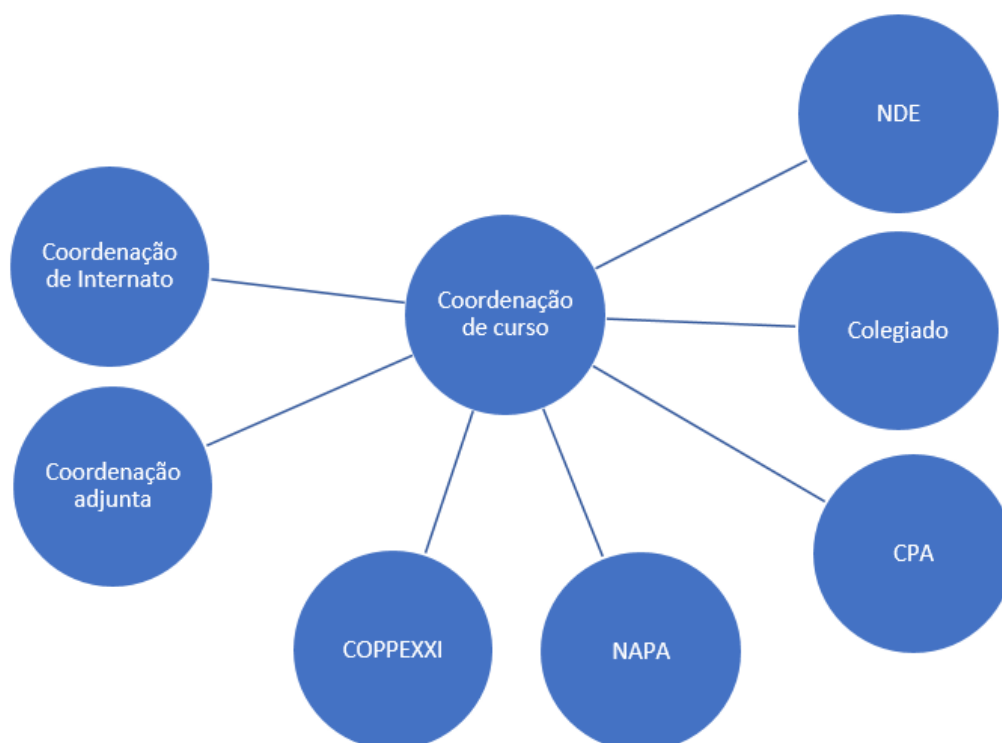 NDE
Coordenação
de Internato
Coordenação
de curso
Colegiado
Coordenação
adjunta
CPA
COPPEXXI
NAPA